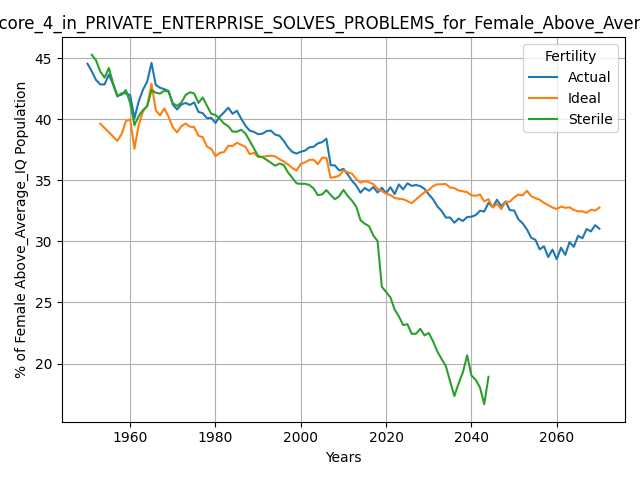 core_4_in_PRIVATE_ENTERPRISE_SOLVES_PROBLEMS_for_Female_Above_Aver
Fertility
Actual
Ideal
Sterile
% of Female Above_Average_IQ Population
45
40
35
30
25
20
1960
1980
2000
2020
2040
2060
Years